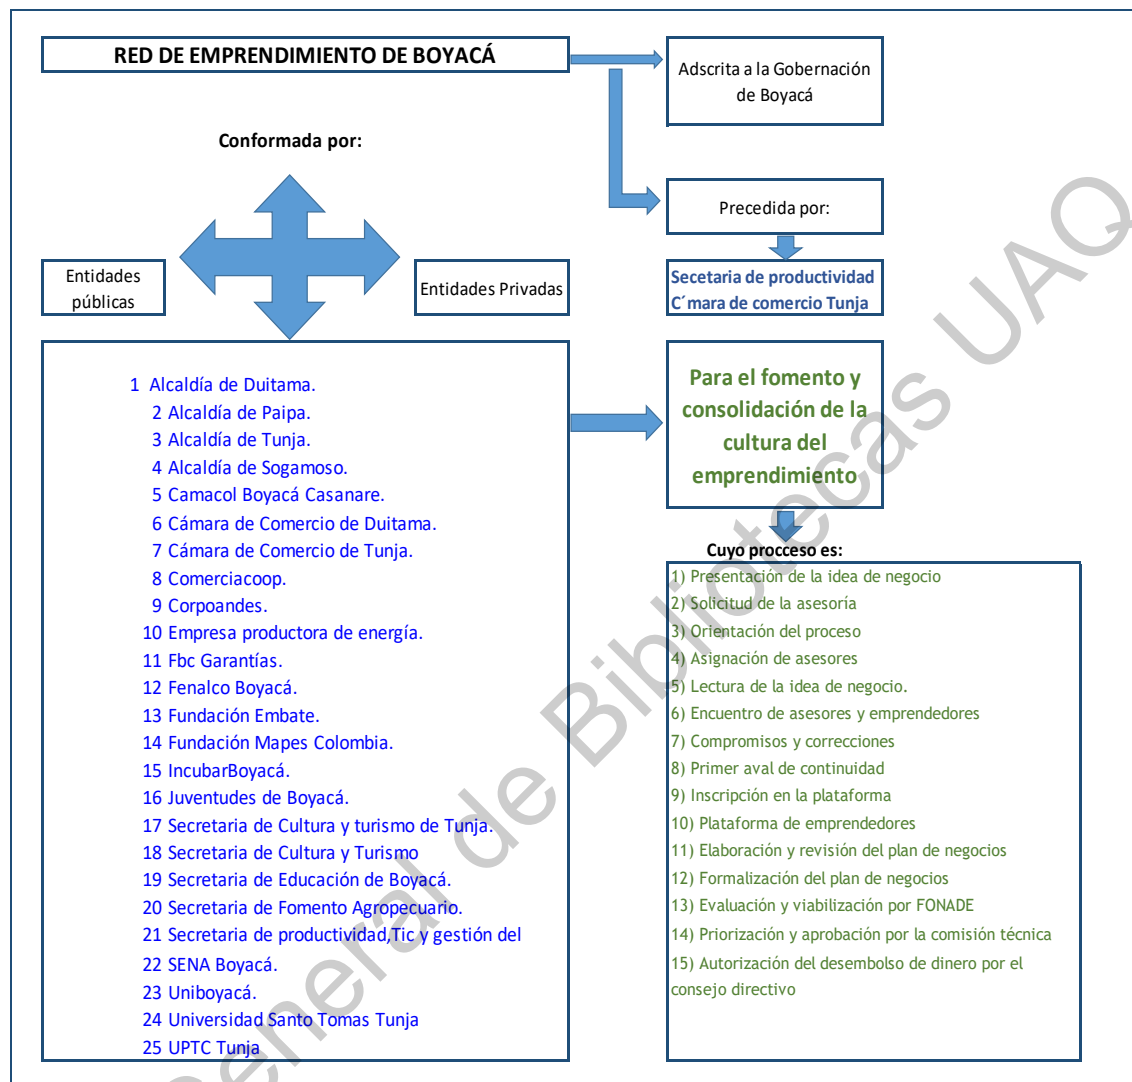 RED DE EMPRENDIMIENTO DE BOYACÁ
Adscrita a la Gobernación
de Boyacá
Conformada por:
Precedida por:
Entidades
públicas
Entidades Privadas
Secetaria de productividad
C´mara de comercio Tunja
1 Alcaldía de Duitama.
2 Alcaldía de Paipa.
3 Alcaldía de Tunja.
4 Alcaldía de Sogamoso.
5 Camacol Boyacá Casanare.
6 Cámara de Comercio de Duitama.
7 Cámara de Comercio de Tunja.
8 Comerciacoop.
9 Corpoandes.
10 Empresa productora de energía.
11 Fbc Garantías.
12 Fenalco Boyacá.
13 Fundación Embate.
14 Fundación Mapes Colombia.
15 IncubarBoyacá.
16 Juventudes de Boyacá.
17 Secretaria de Cultura y turismo de Tunja.
18 Secretaria de Cultura y Turismo
19 Secretaria de Educación de Boyacá.
20 Secretaria de Fomento Agropecuario.
21 Secretaria de productividad,Tic y gestión del
22 SENA Boyacá.
23 Uniboyacá.
24 Universidad Santo Tomas Tunja
25 UPTC Tunja
Para el fomento y
consolidación de la
cultura del
emprendimiento
Cuyo procceso es:
1) Presentación de la idea de negocio
2) Solicitud de la asesoría
3) Orientación del proceso
4) Asignación de asesores
5) Lectura de la idea de negocio.
6) Encuentro de asesores y emprendedores
7) Compromisos y correcciones
8) Primer aval de continuidad
9) Inscripción en la plataforma
10) Plataforma de emprendedores
11) Elaboración y revisión del plan de negocios
12) Formalización del plan de negocios
13) Evaluación y viabilización por FONADE
14) Priorización y aprobación por la comisión técnica
15) Autorización del desembolso de dinero por el
consejo directivo
General de Bibliotecas UAQ